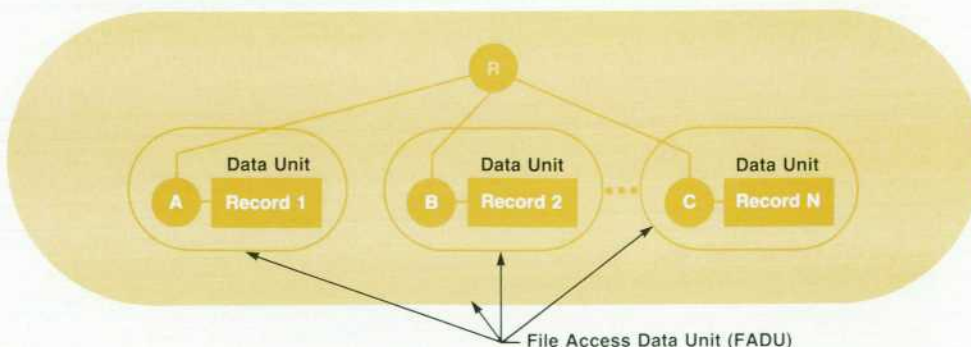 R
Data Unit
Data Unit
Data Unit
A
Record 1
B
Record 2
C
Record N
File Access Data Unit (FADU)